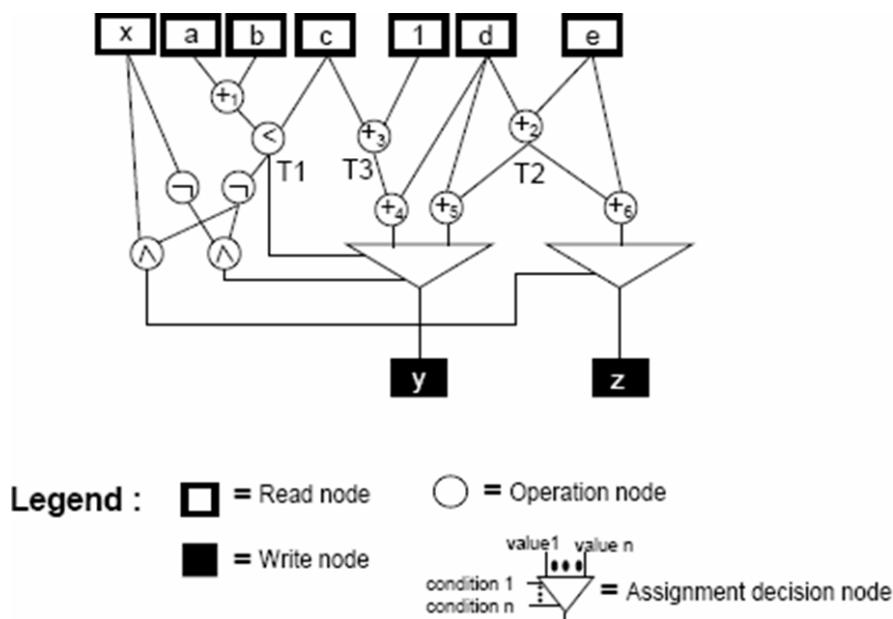 x a b c 1 d e
+1
< +3 +2
T1 T3 T2
¬ ¬
+4 +5 +6
∧ ∧
y z
Legend :
= Read node
= Operation node
= Write node
value1 value n
condition 1
condition n
= Assignment decision node